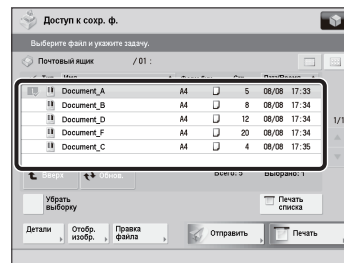 Доступ к сохр. ф.
Выберите файл и укажите задачу.
Почтовый ящик / 01 :
Document_A A4 5 08/08 17:33
Document_B A4 8 08/08 17:34
Document_D A4 12 08/08 17:34
Document_F A4 20 08/08 17:34
Document_C A4 4 08/08 17:35
1/1
Вверх Обнов. Всего: 5 Выбрано: 1
Убрать выборку
Печать списка
Детали
Отобр. изобр.
Правка файла
Отправить
Печать